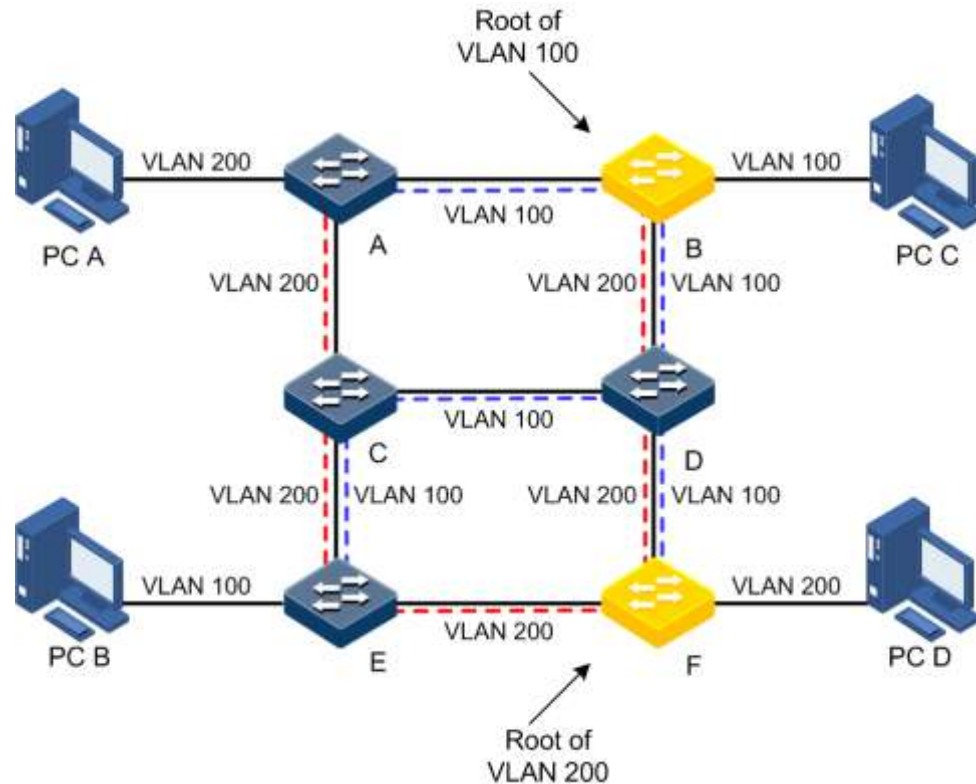 Root of
VLAN 100
VLAN 200
VLAN 100
VLAN 100
PC A
A
B
PC C
VLAN 200
VLAN 200
VLAN 100
VLAN 100
C
D
VLAN 200
VLAN 100
VLAN 200
VLAN 100
VLAN 100
VLAN 200
VLAN 200
PC B
E
F
PC D
Root of
VLAN 200